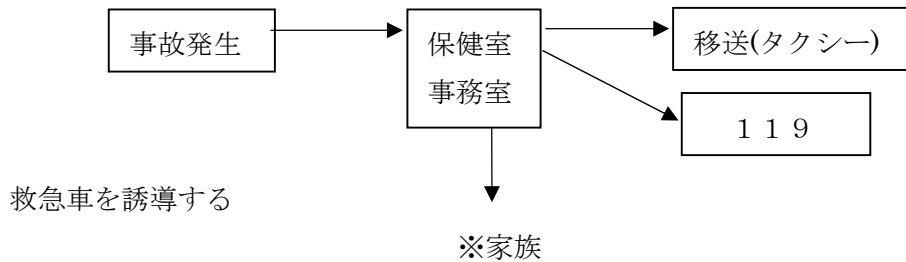 事故発生
保健室
事務室
移送(タクシー)
１１９
救急車を誘導する
※家族